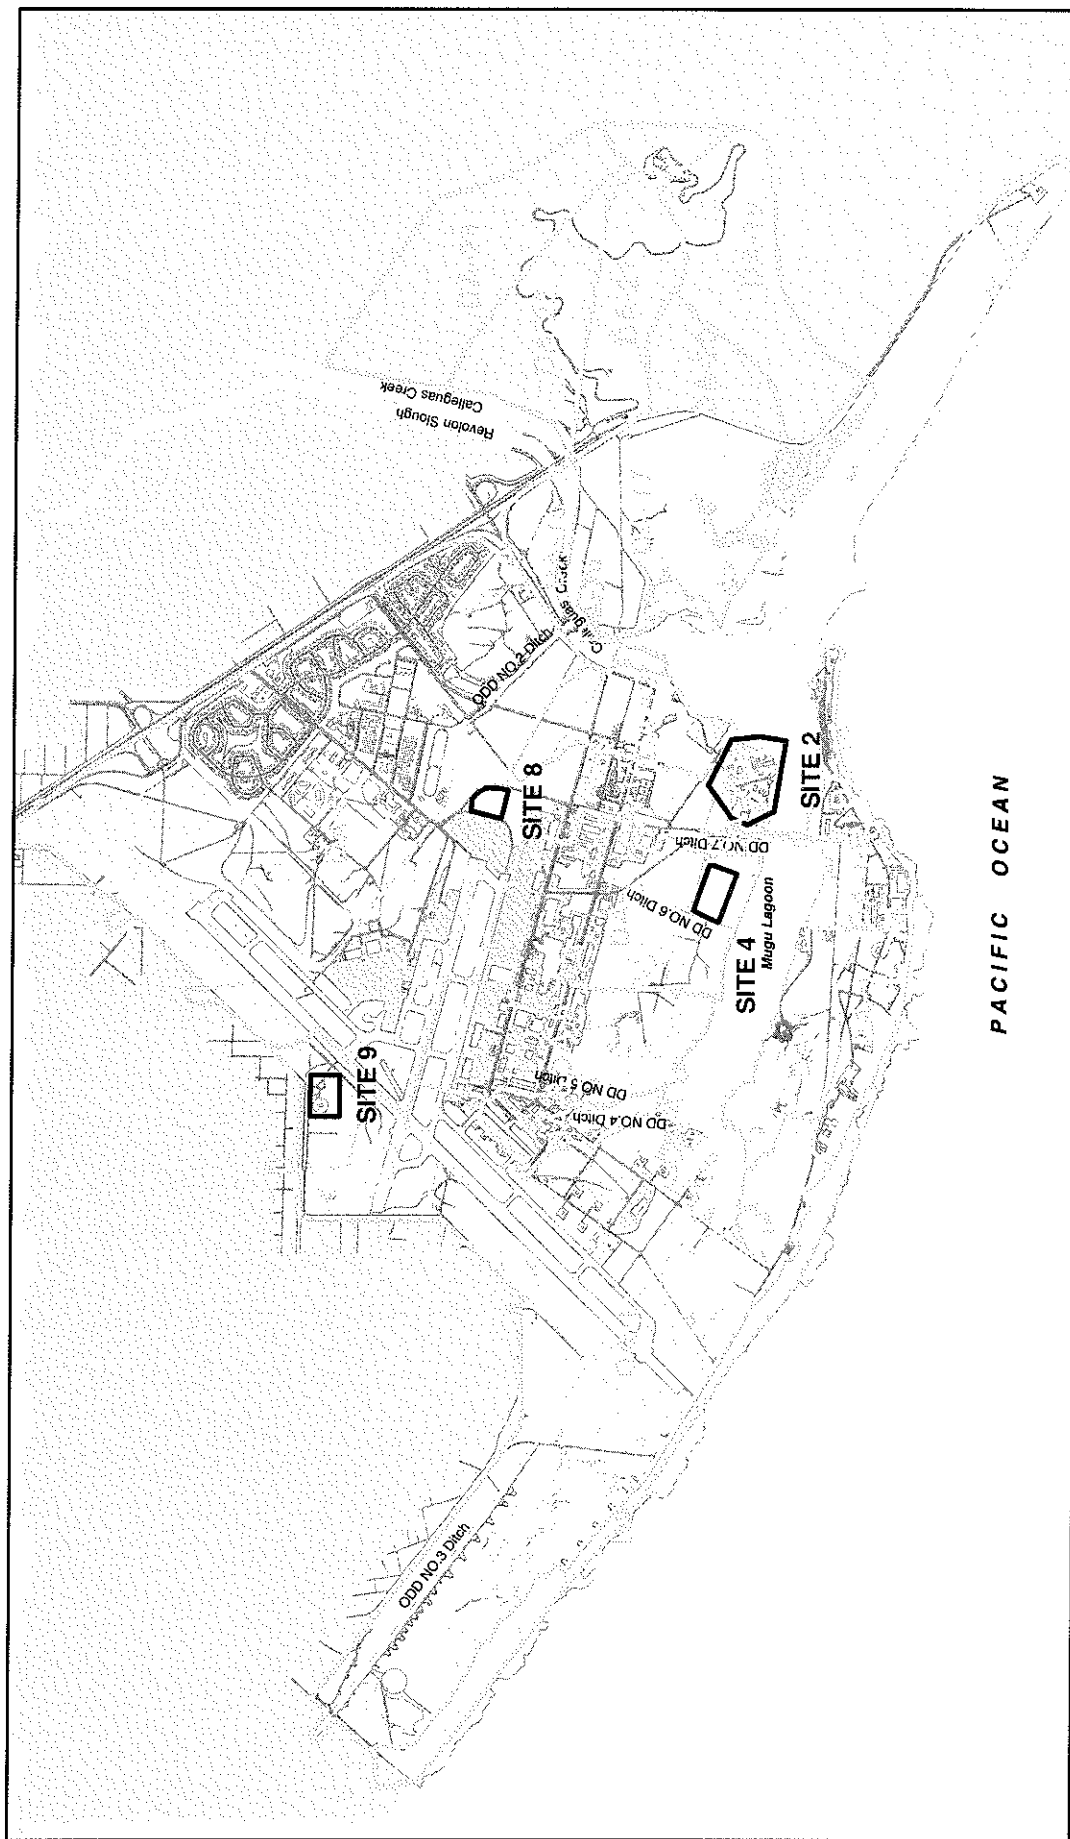 Revolon Slough
Calleguas Creek
ODD NO.2 Ditch
Calleguas Creek
SITE 9
SITE 8
SITE 2
SITE 4
DD NO.7 Ditch
DD NO.6 Ditch
Mugu Lagoon
DD NO.5 Ditch
DD NO.4 Ditch
ODD NO.3 Ditch
PACIFIC OCEAN